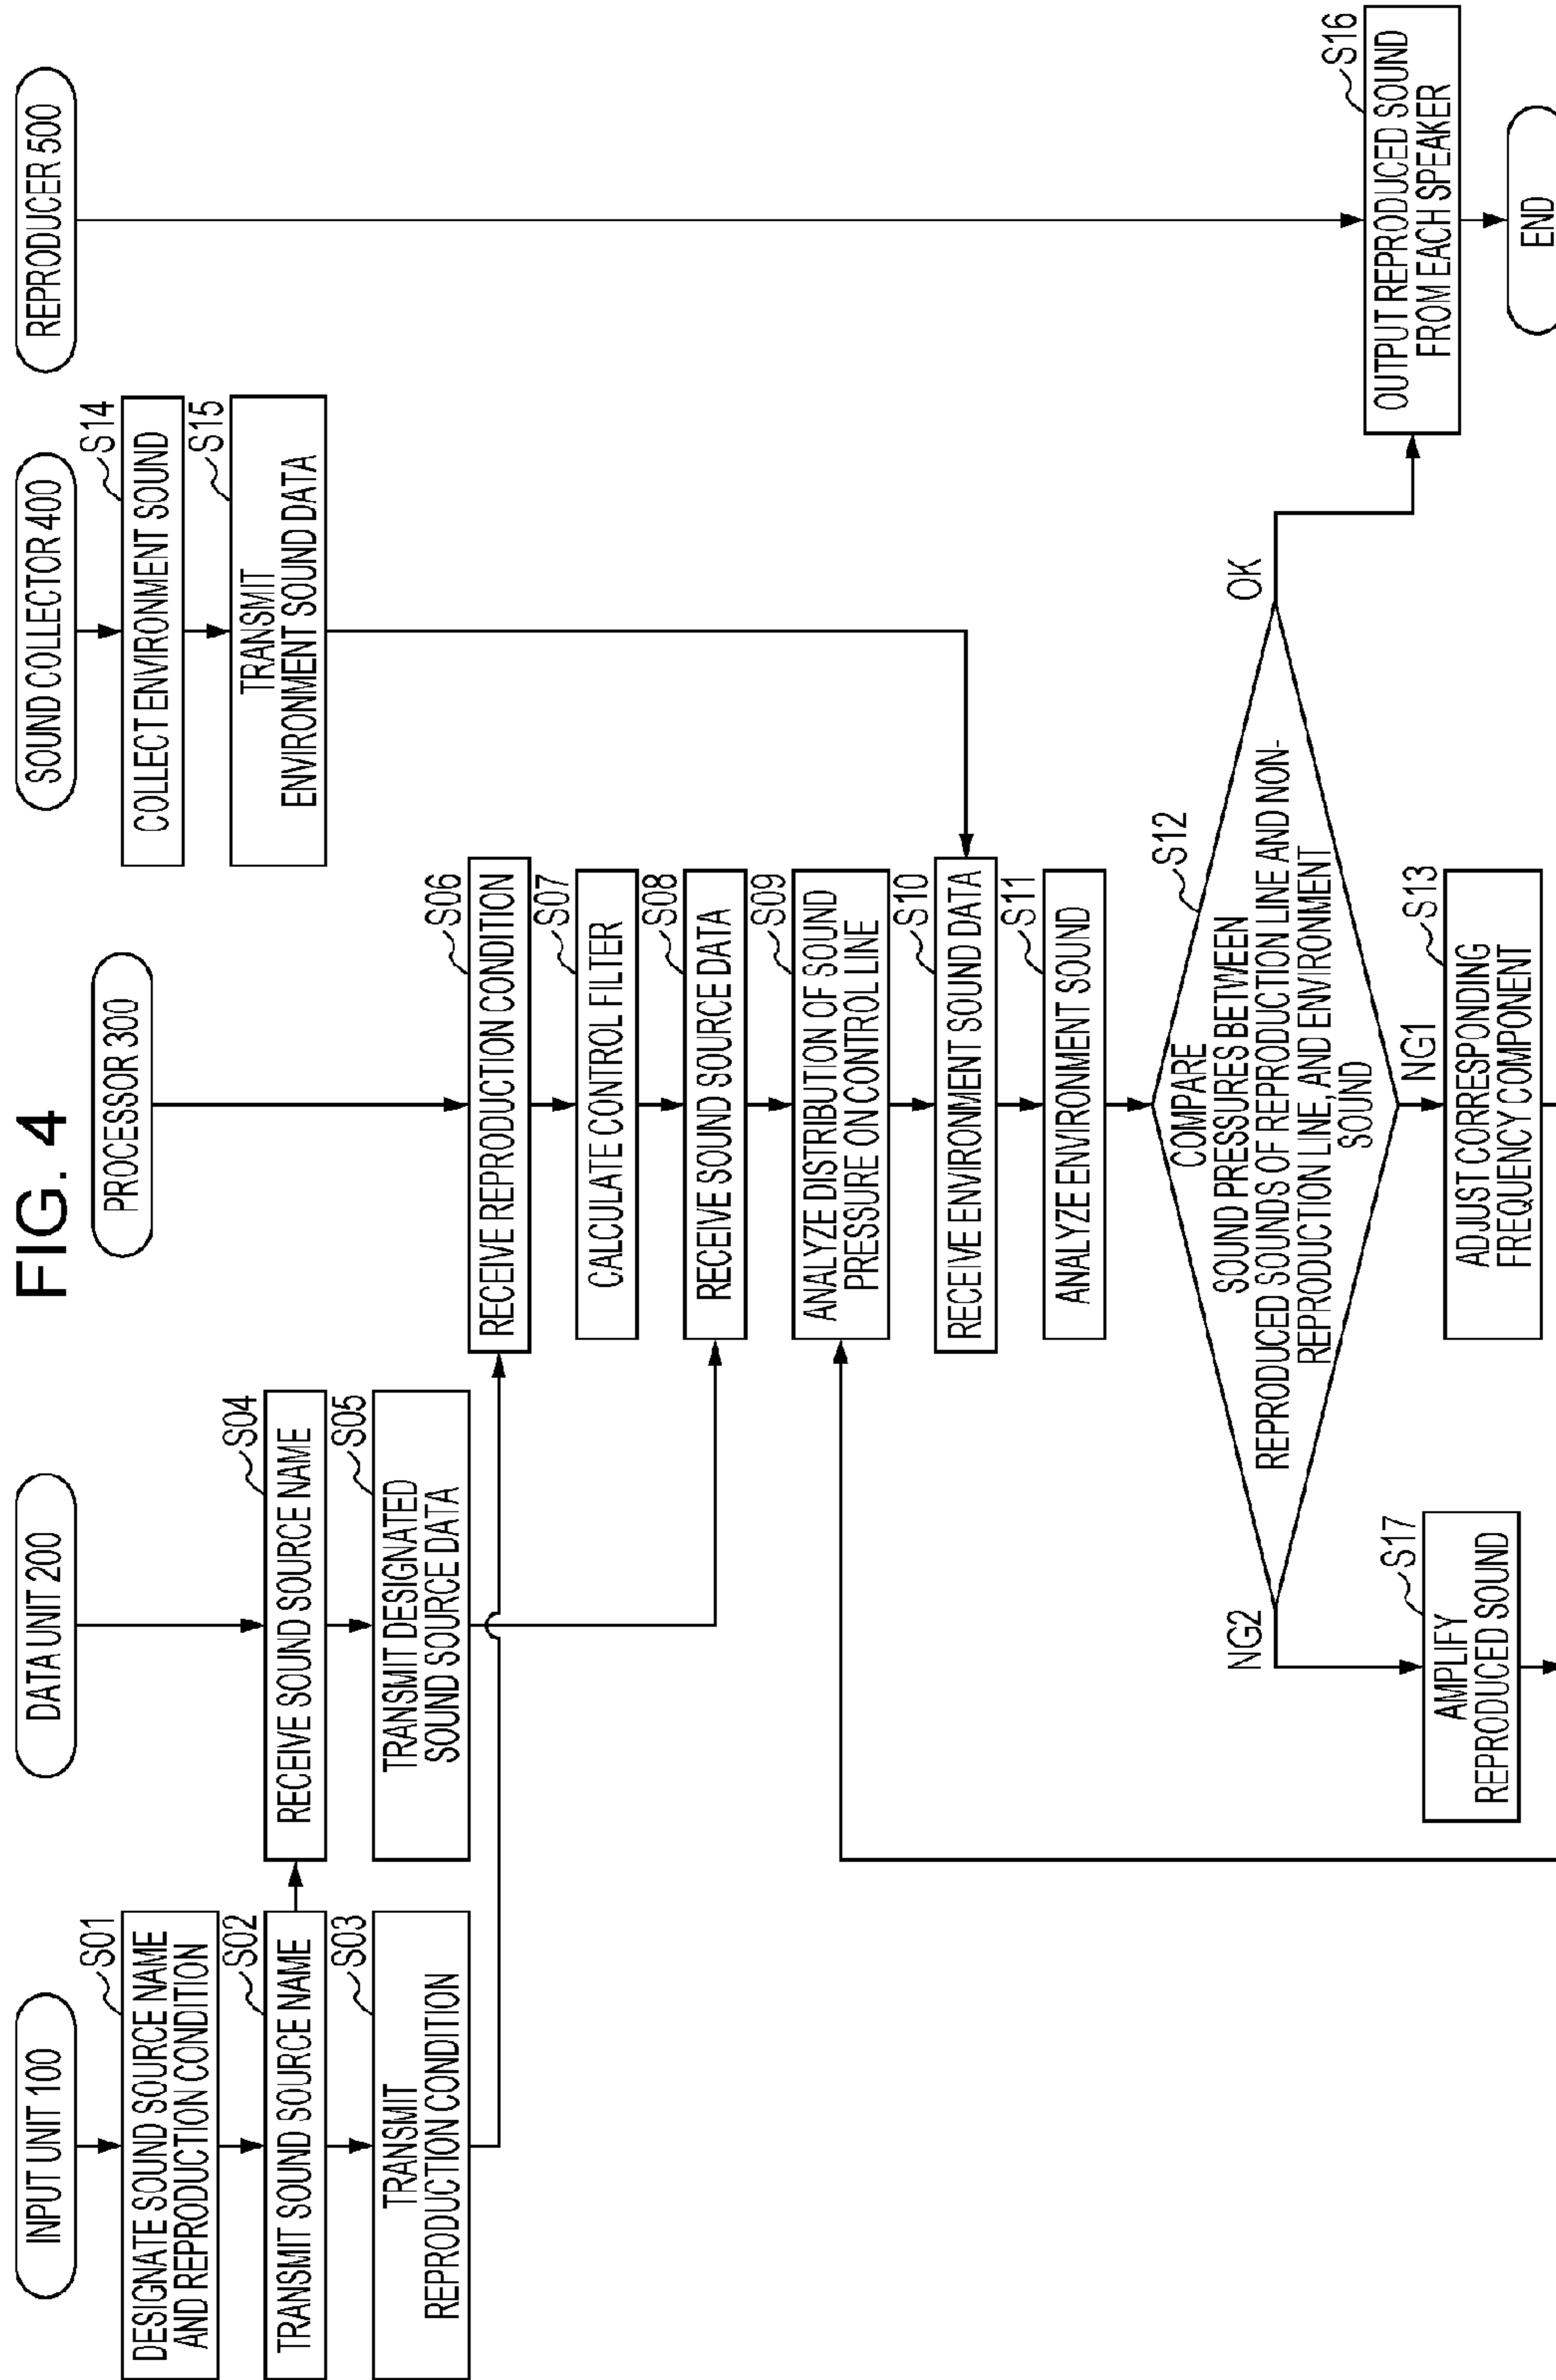 FIG. 4
INPUT UNIT 100
S01
DESIGNATE SOUND SOURCE NAME
AND REPRODUCTION CONDITION
S02
TRANSMIT SOUND SOURCE NAME
S03
TRANSMIT
REPRODUCTION CONDITION
DATA UNIT 200
S04
RECEIVE SOUND SOURCE NAME
S05
TRANSMIT DESIGNATED
SOUND SOURCE DATA
PROCESSOR 300
S06
RECEIVE REPRODUCTION CONDITION
S07
CALCULATE CONTROL FILTER
S08
RECEIVE SOUND SOURCE DATA
S09
ANALYZE DISTRIBUTION OF SOUND
PRESSURE ON CONTROL LINE
S10
RECEIVE ENVIRONMENT SOUND DATA
S11
ANALYZE ENVIRONMENT SOUND
S12
COMPARE
SOUND PRESSURES BETWEEN
REPRODUCED SOUNDS OF REPRODUCTION LINE AND NON-
REPRODUCTION LINE, AND ENVIRONMENT
SOUND
NG2
NG1
OK
S17
AMPLIFY
REPRODUCED SOUND
S13
ADJUST CORRESPONDING
FREQUENCY COMPONENT
SOUND COLLECTOR 400
S14
COLLECT ENVIRONMENT SOUND
S15
TRANSMIT
ENVIRONMENT SOUND DATA
REPRODUCER 500
S16
OUTPUT REPRODUCED SOUND
FROM EACH SPEAKER
END